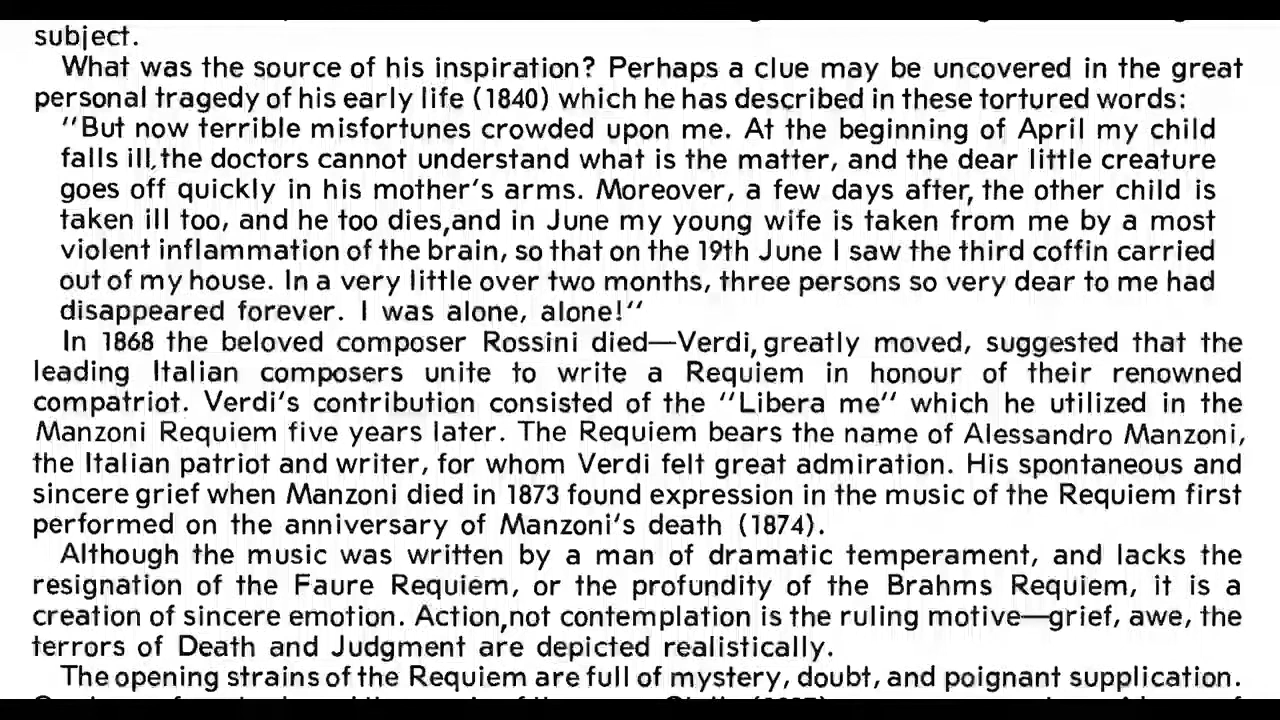 subject.
What was the source of his inspiration? Perhaps a clue may be uncovered in the great
personal tragedy of his early life (1840) which he has described in these tortured words:
"But now terrible misfortunes crowded upon me. At the beginning of April my child
falls ill, the doctors cannot understand what is the matter, and the dear little creature
goes off quickly in his mother's arms. Moreover, a few days after, the other child is
taken ill too, and he too dies, and in June my young wife is taken from me by a most
violent inflammation of the brain, so that on the 19th June I saw the third coffin carried
out of my house. In a very little over two months, three persons so very dear to me had
disappeared forever. I was alone, alone!"
In 1868 the beloved composer Rossini died—Verdi, greatly moved, suggested that the
leading Italian composers unite to write a Requiem in honour of their renowned
compatriot. Verdi's contribution consisted of the "Libera me" which he utilized in the
Manzoni Requiem five years later. The Requiem bears the name of Alessandro Manzoni,
the Italian patriot and writer, for whom Verdi felt great admiration. His spontaneous and
sincere grief when Manzoni died in 1873 found expression in the music of the Requiem first
performed on the anniversary of Manzoni's death (1874).
Although the music was written by a man of dramatic temperament, and lacks the
resignation of the Faure Requiem, or the profundity of the Brahms Requiem, it is a
creation of sincere emotion. Action, not contemplation is the ruling motive—grief, awe, the
terrors of Death and Judgment are depicted realistically.
The opening strains of the Requiem are full of mystery, doubt, and poignant supplication.